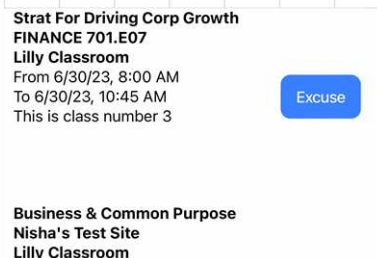 Strat For Driving Corp Growth
FINANCE 701.E07
Lilly Classroom
From 6/30/23, 8:00 AM
To 6/30/23, 10:45 AM
Excuse
This is class number 3
Business & Common Purpose
Nisha's Test Site
Lilly Classroom